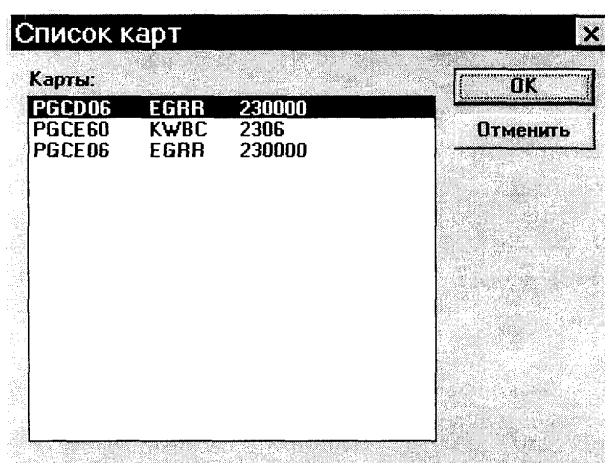 Список карт
Карты:
PGCD06 EGRR 230000
PGCE60 KWBC 2306
PGCE06 EGRR 230000
OK
Отменить